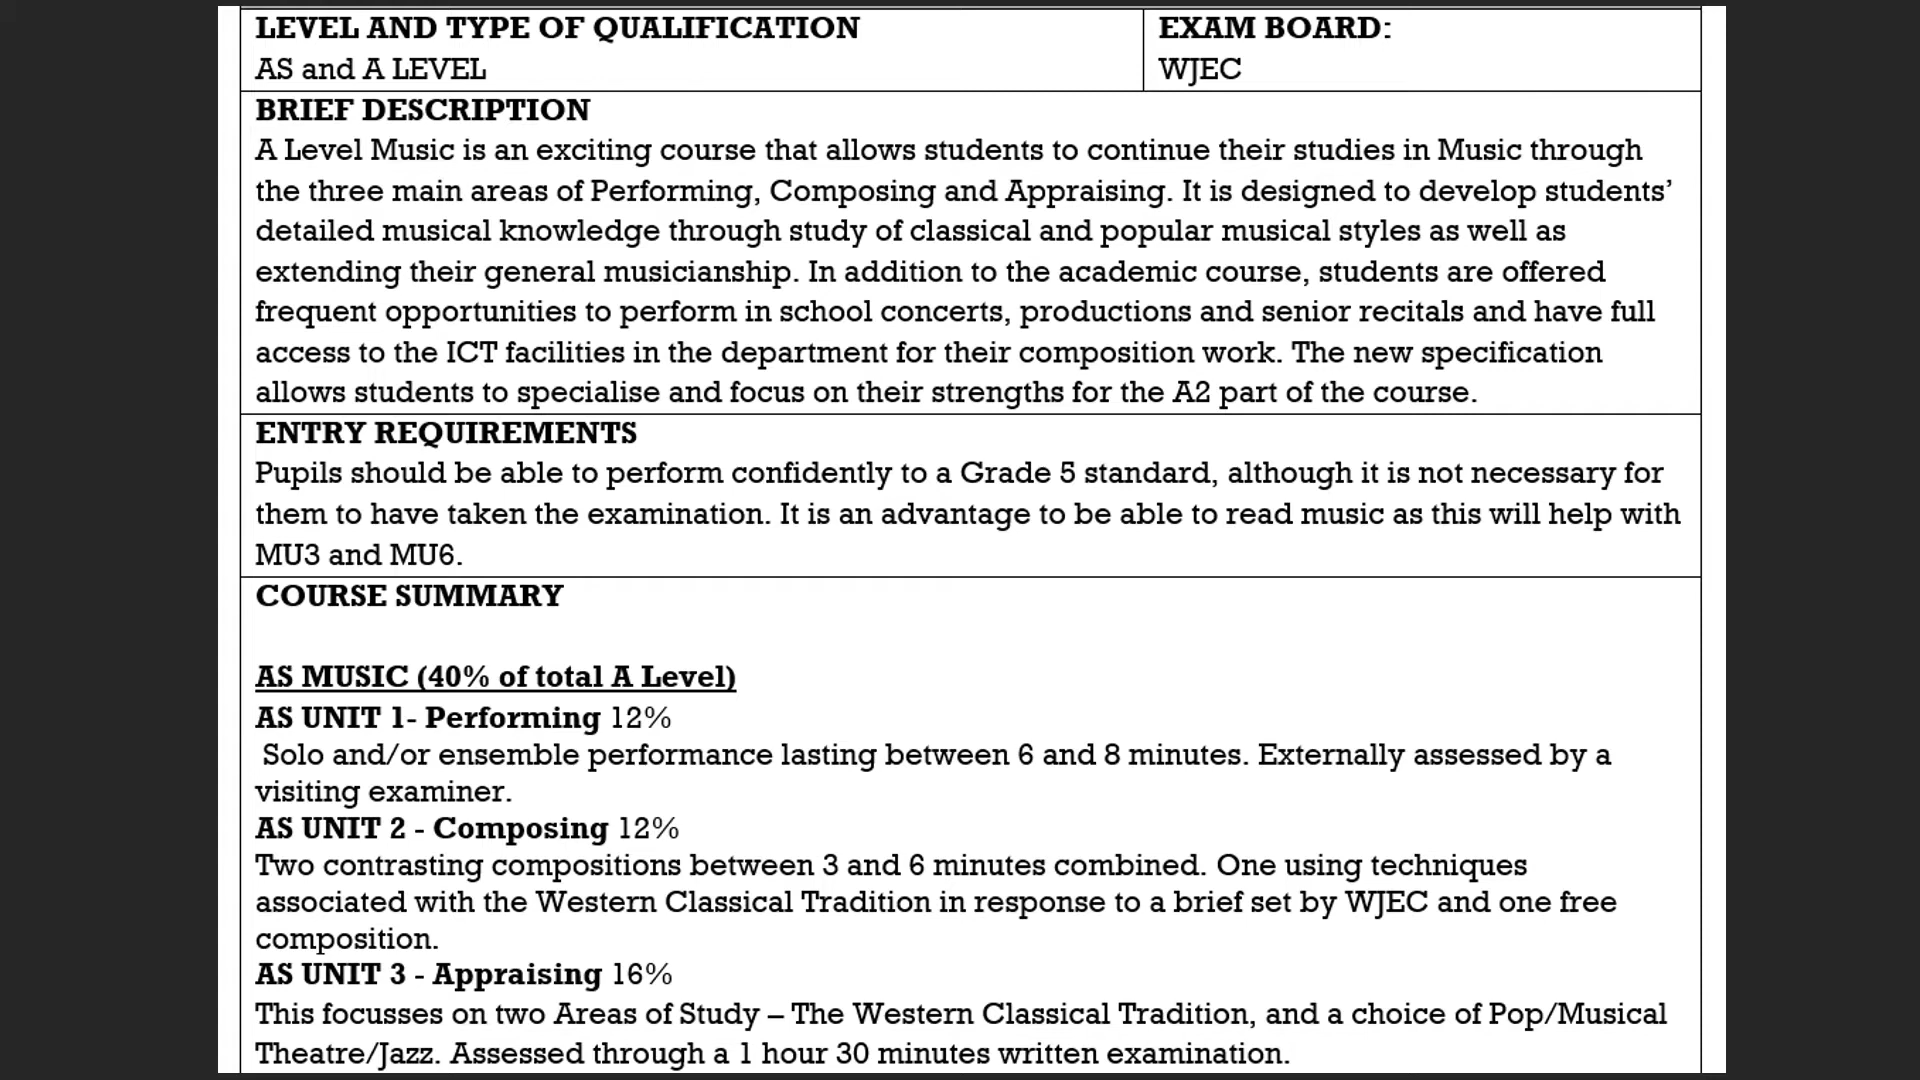 LEVEL AND TYPE OF QUALIFICATION
AS and A LEVEL
EXAM BOARD:
WJEC
BRIEF DESCRIPTION
A Level Music is an exciting course that allows students to continue their studies in Music through
the three main areas of Performing, Composing and Appraising. It is designed to develop students’
detailed musical knowledge through study of classical and popular musical styles as well as
extending their general musicianship. In addition to the academic course, students are offered
frequent opportunities to perform in school concerts, productions and senior recitals and have full
access to the ICT facilities in the department for their composition work. The new specification
allows students to specialise and focus on their strengths for the A2 part of the course.
ENTRY REQUIREMENTS
Pupils should be able to perform confidently to a Grade 5 standard, although it is not necessary for
them to have taken the examination. It is an advantage to be able to read music as this will help with
MU3 and MU6.
COURSE SUMMARY
AS MUSIC (40% of total A Level)
AS UNIT 1- Performing 12%
Solo and/or ensemble performance lasting between 6 and 8 minutes. Externally assessed by a
visiting examiner.
AS UNIT 2 - Composing 12%
Two contrasting compositions between 3 and 6 minutes combined. One using techniques
associated with the Western Classical Tradition in response to a brief set by WJEC and one free
composition.
AS UNIT 3 - Appraising 16%
This focusses on two Areas of Study – The Western Classical Tradition, and a choice of Pop/Musical
Theatre/Jazz. Assessed through a 1 hour 30 minutes written examination.